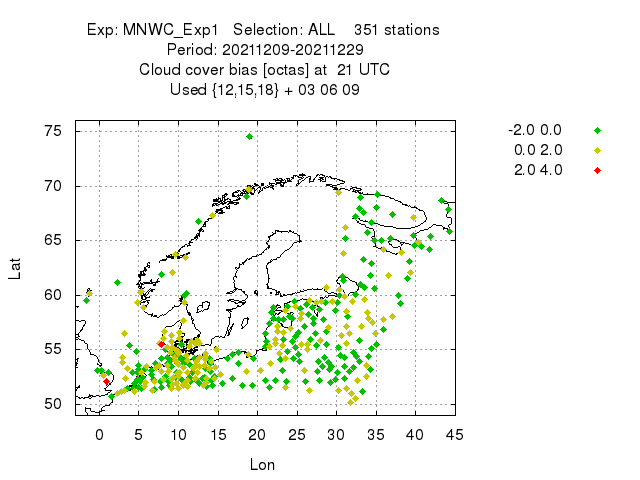 Exp: MNWC_Exp1   Selection: ALL    351 stations
Period: 20211209-20211229
Cloud cover bias [octas] at  21 UTC
Used {12,15,18} + 03 06 09
-2.0 0.0
0.0 2.0
2.0 4.0
75
70
65
60
55
50
Lat
0 5 10 15 20 25 30 35 40 45
Lon